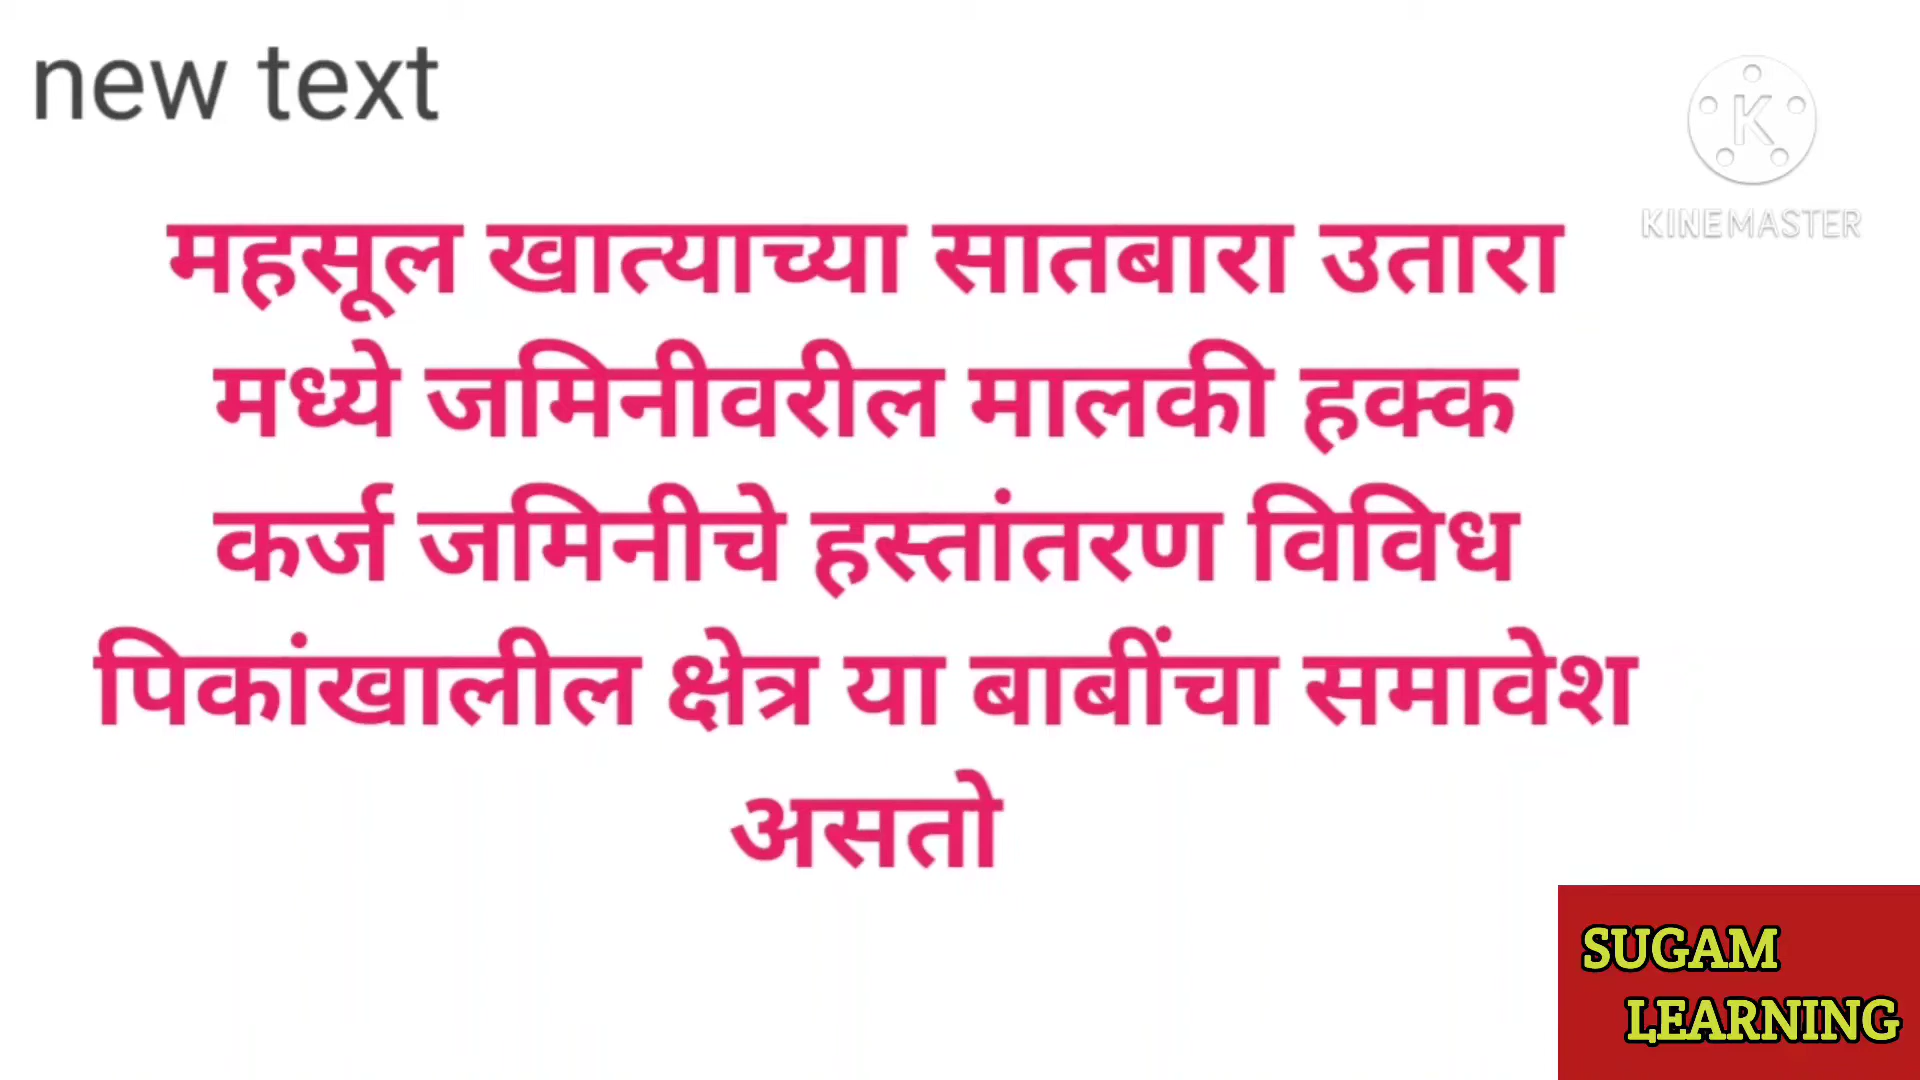 new text
KINEMASTER
महसूल खात्याच्या सातबारा उतारा
मध्ये जमिनीवरील मालकी हक्क
कर्ज जमिनीचे हस्तांतरण विविध
पिकांखालील क्षेत्र या बाबींचा समावेश
असतो
SUGAM
LEARNING